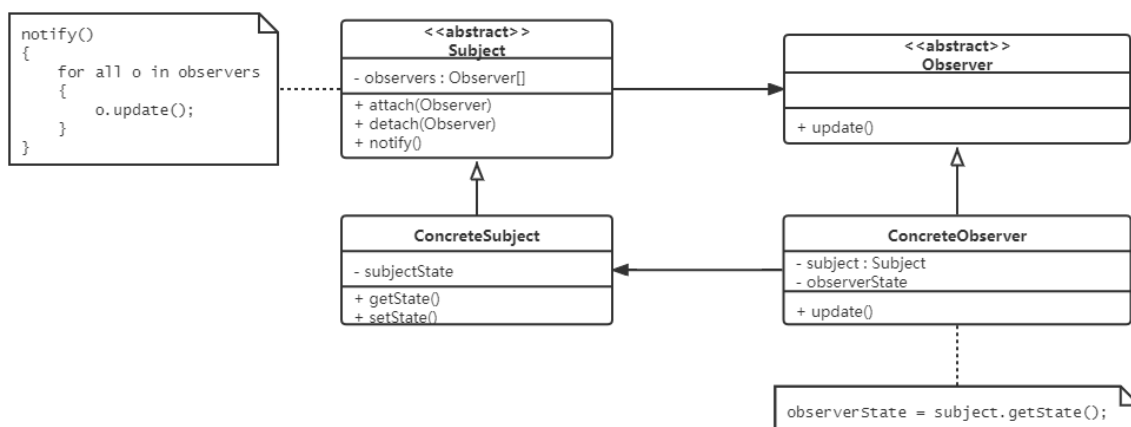 notify()
{
for all o in observers
{
o.update();
}
}
<<abstract>>
Subject
- observers : Observer[]
+ attach(Observer)
+ detach(Observer)
+ notify()
<<abstract>>
Observer
+ update()
ConcreteSubject
- subjectState
+ getState()
+ setState()
ConcreteObserver
- subject : Subject
- observerState
+ update()
observerState = subject.getState();